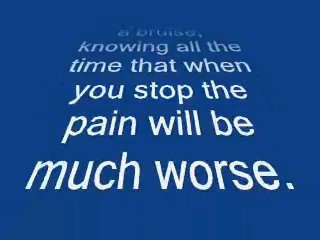 a bruise,
knowing all the
time that when
you stop the
pain will be
much worse.